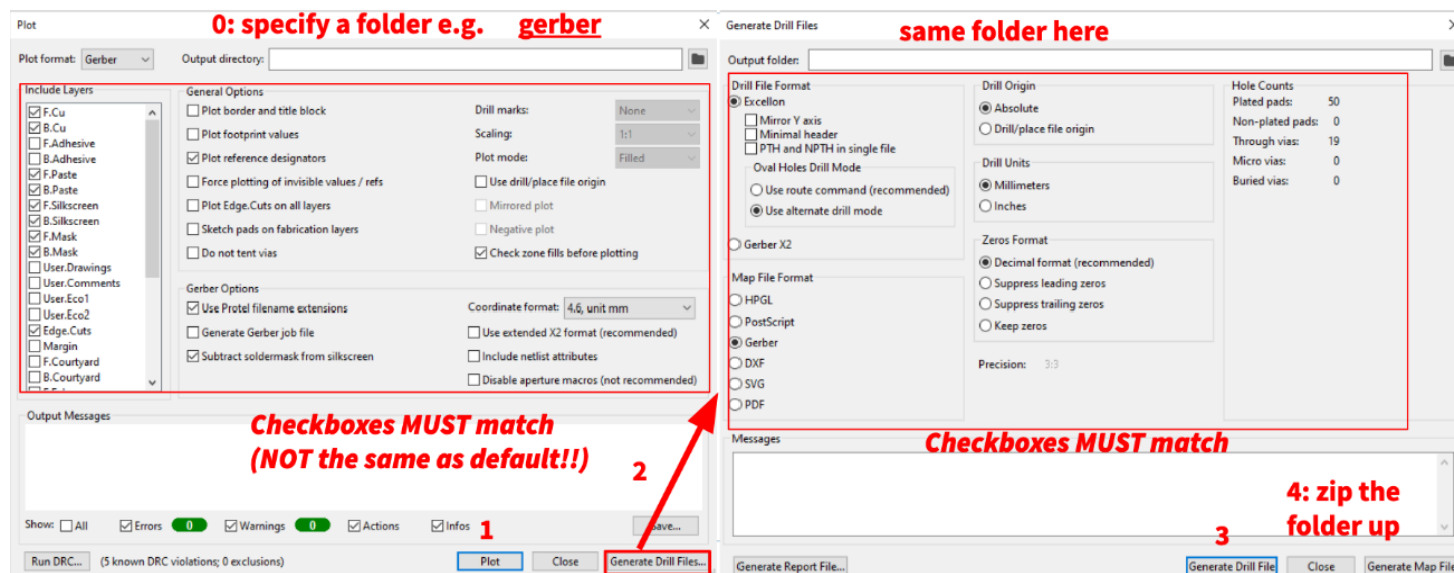 0: specify a folder e.g. gerber
Plot
Plot format: Gerber
Output directory:
Include Layers
F.Cu
B.Cu
F.Adhesive
B.Adhesive
F.Paste
B.Paste
F.Silkscreen
B.Silkscreen
F.Mask
B.Mask
User.Drawings
User.Comments
User.Eco1
User.Eco2
Edge.Cuts
Margin
F.Courtyard
B.Courtyard
General Options
Plot border and title block
Plot footprint values
Plot reference designators
Force plotting of invisible values / refs
Plot Edge.Cuts on all layers
Sketch pads on fabrication layers
Do not tent vias
Drill marks: None
Scaling: 1:1
Plot mode: Filled
Use drill/place file origin
Mirrored plot
Negative plot
Check zone fills before plotting
Gerber Options
Use Protel filename extensions
Generate Gerber job file
Subtract soldermask from silkscreen
Coordinate format: 4.6, unit mm
Use extended X2 format (recommended)
Include netlist attributes
Disable aperture macros (not recommended)
Output Messages
Checkboxes MUST match
(NOT the same as default!!)
2
Show: All Errors 0 Warnings 0 Actions Infos
1
Save...
Run DRC... (5 known DRC violations; 0 exclusions) Plot Close Generate Drill Files...
Generate Drill Files
same folder here
Output folder:
Drill File Format
Excellon
Mirror Y axis
Minimal header
PTH and NPTH in single file
Oval Holes Drill Mode
Use route command (recommended)
Use alternate drill mode
Gerber X2
Map File Format
HPGL
PostScript
Gerber
DXF
SVG
PDF
Drill Origin
Absolute
Drill/place file origin
Drill Units
Millimeters
Inches
Zeros Format
Decimal format (recommended)
Suppress leading zeros
Suppress trailing zeros
Keep zeros
Precision: 3:3
Hole Counts
Plated pads: 50
Non-plated pads: 0
Through vias: 19
Micro vias: 0
Buried vias: 0
Messages
Checkboxes MUST match
4: zip the
folder up
3
Generate Report File... Generate Drill File Close Generate Map File